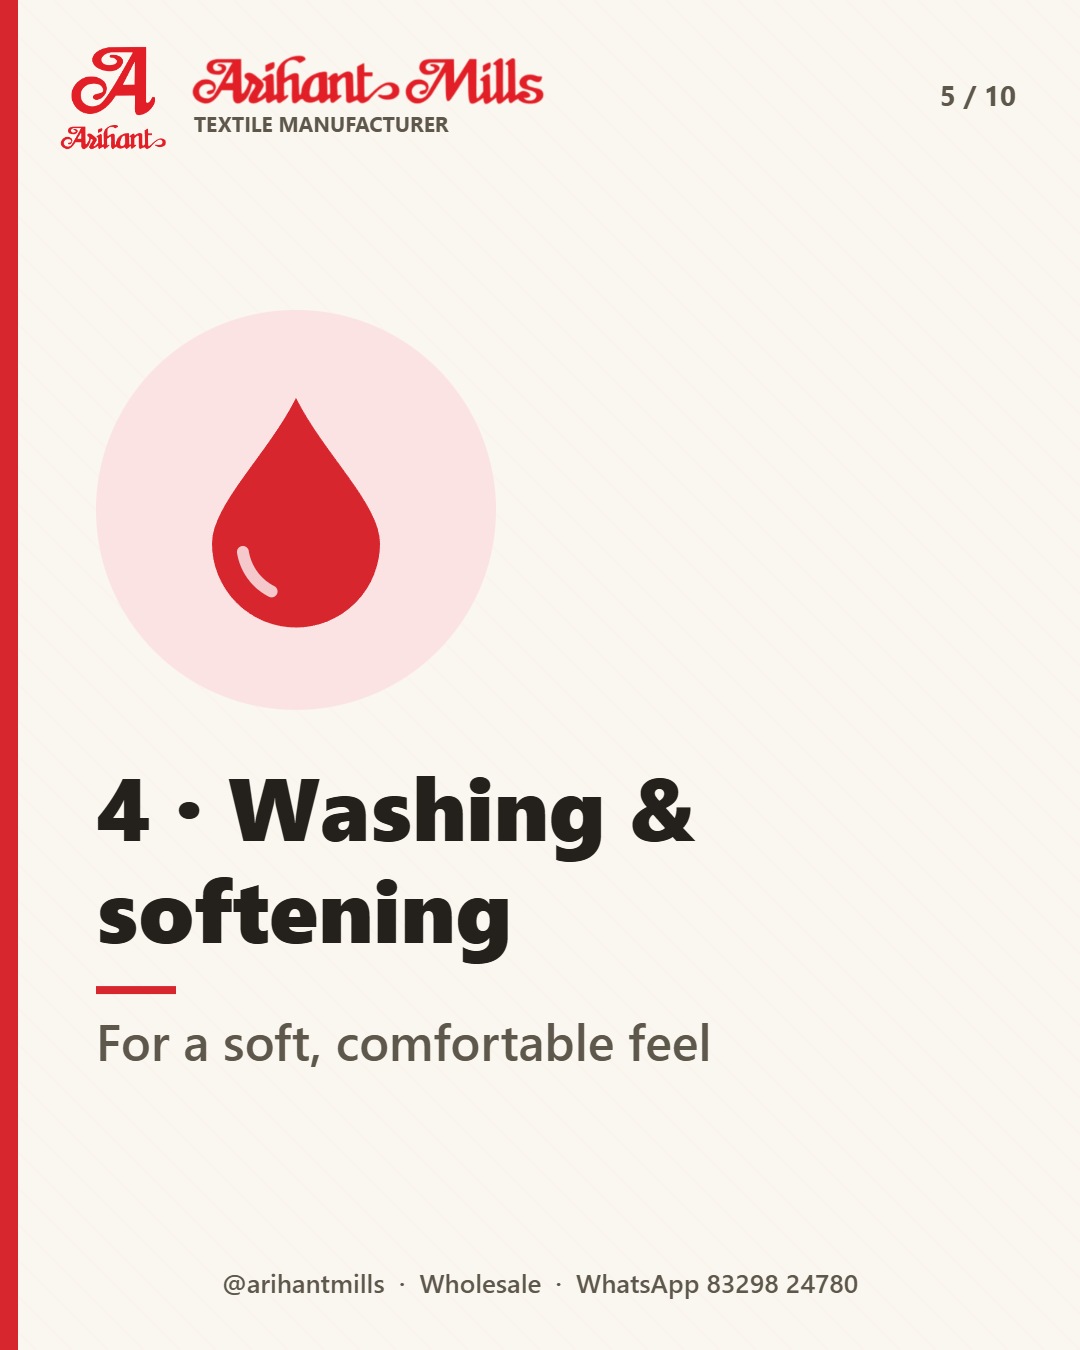 A
Arihant
Arihant Mills
TEXTILE MANUFACTURER
5 / 10
4 · Washing &
softening
For a soft, comfortable feel
@arihantmills · Wholesale · WhatsApp 83298 24780